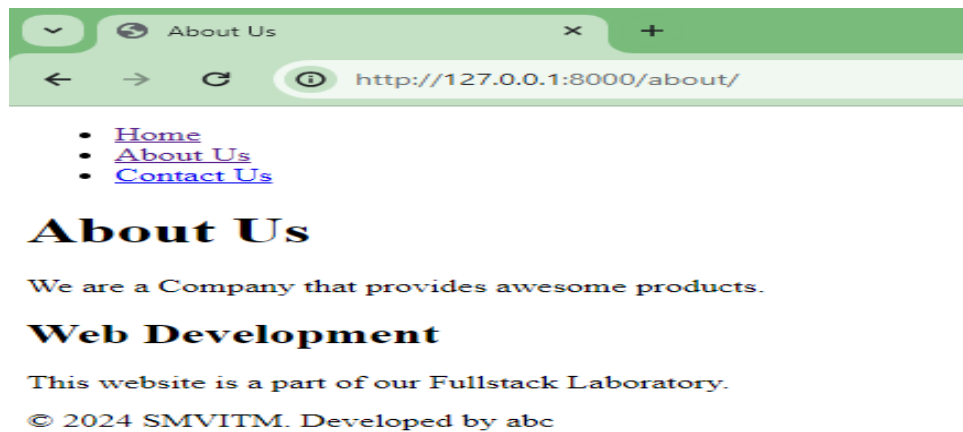 About Us
http://127.0.0.1:8000/about/
Home
About Us
Contact Us
About Us
We are a Company that provides awesome products.
Web Development
This website is a part of our Fullstack Laboratory.
© 2024 SMVITM. Developed by abc